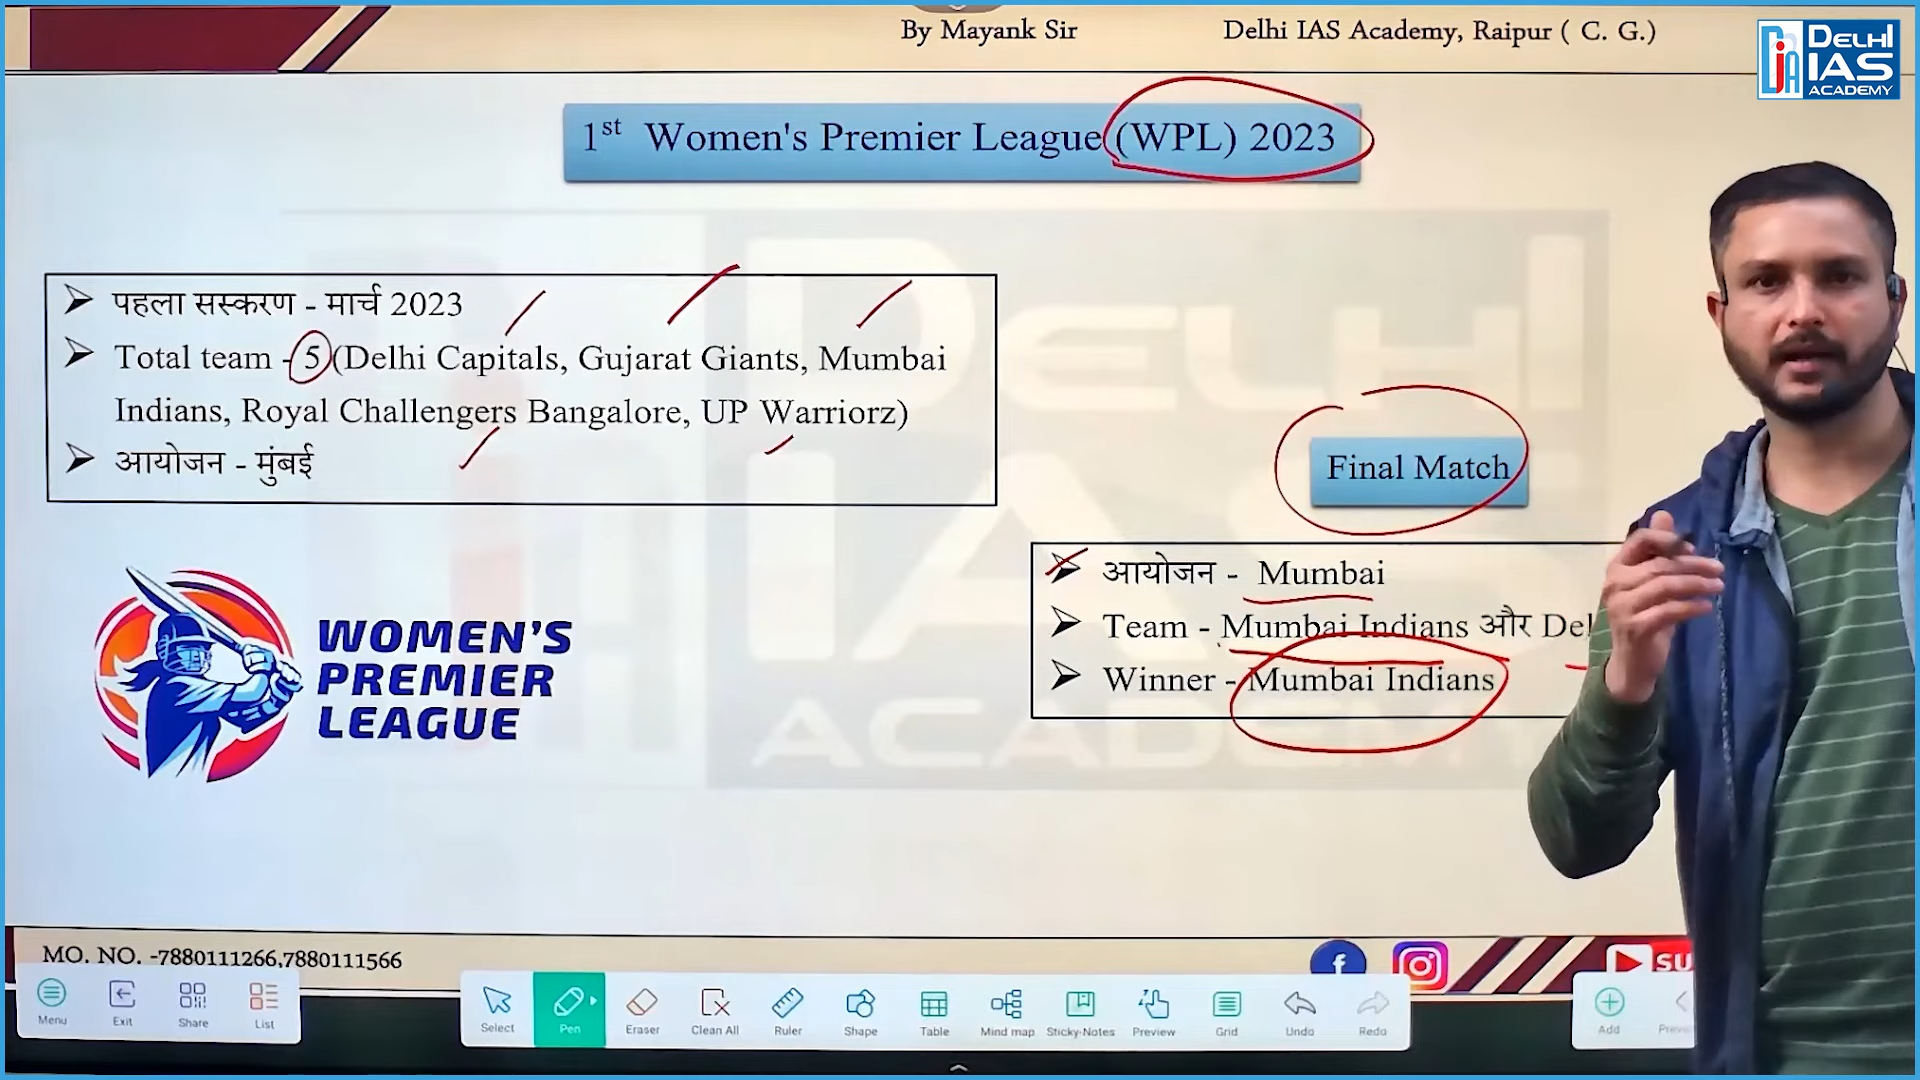 By Mayank Sir
Delhi IAS Academy, Raipur ( C. G.)
DELHI
IAS
ACADEMY
1st Women's Premier League (WPL) 2023
पहला सस्करण - मार्च 2023
Total team - 5 (Delhi Capitals, Gujarat Giants, Mumbai
Indians, Royal Challengers Bangalore, UP Warriorz)
आयोजन - मुंबई
Final Match
आयोजन - Mumbai
Team - Mumbai Indians और
Winner - Mumbai Indians
WOMEN'S
PREMIER
LEAGUE
DELHI
IAS
ACADEMY
MO. NO. -7880111266,7880111566
Menu
Exit
Share
List
Select
Pen
Eraser
Clean All
Ruler
Shape
Table
Mind map
Sticky-Notes
Preview
Grid
Undo
Redo
Add